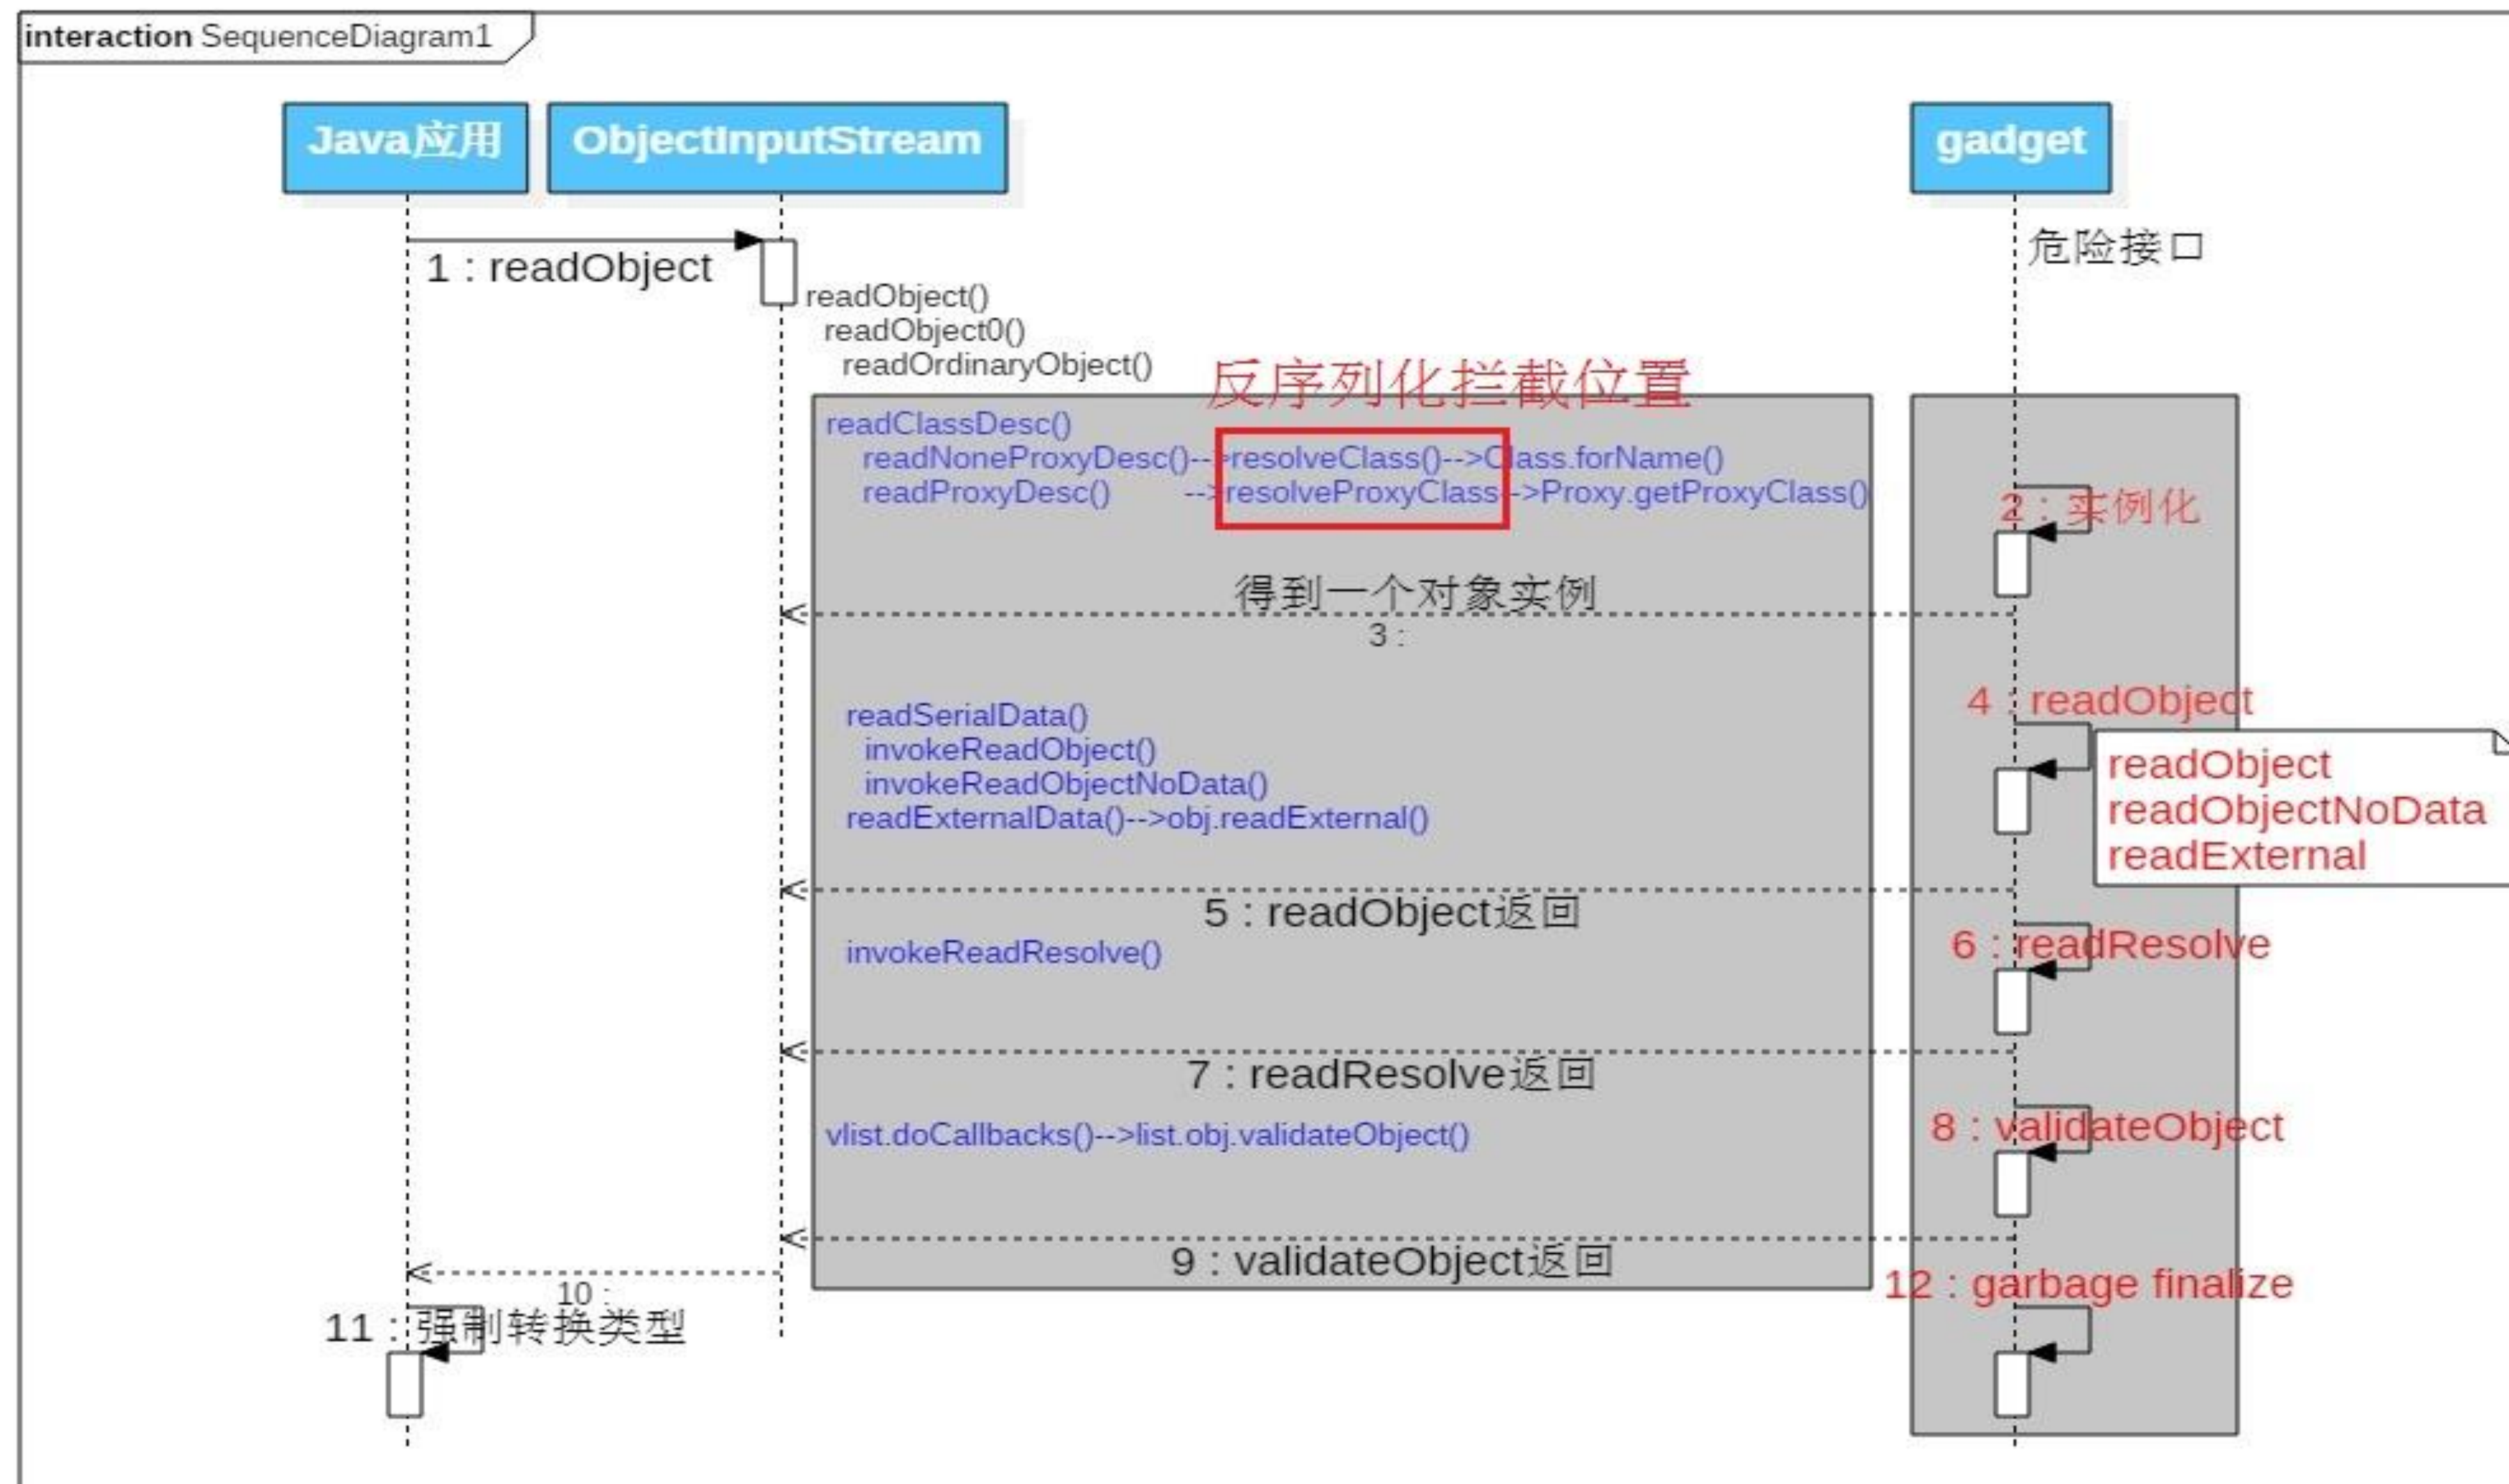 interaction SequenceDiagram1
Java应用
ObjectInputStream
gadget
1 : readObject
危险接口
readObject()
readObject0()
readOrdinaryObject()
反序列化拦截位置
readClassDesc()
readNoneProxyDesc()-->resolveClass()-->Class.forName()
readProxyDesc() -->resolveProxyClass-->Proxy.getProxyClass()
2 : 实例化
得到一个对象实例
3 :
readSerialData()
invokeReadObject()
invokeReadObjectNoData()
readExternalData()-->obj.readExternal()
4 : readObject
readObject
readObjectNoData
readExternal
5 : readObject返回
invokeReadResolve()
6 : readResolve
7 : readResolve返回
vlist.doCallbacks()-->list.obj.validateObject()
8 : validateObject
9 : validateObject返回
10 :
11 : 强制转换类型
12 : garbage finalize